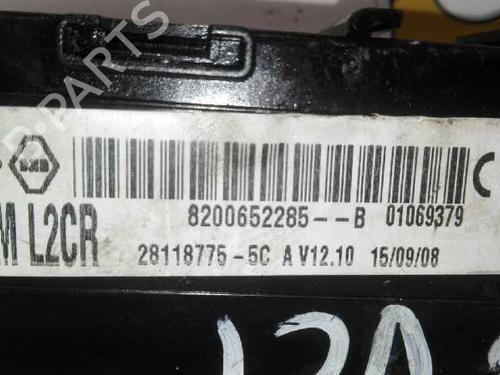 8200652285--B 01069379 C
M L2CR
28118775-5C A V12.10 15/09/08